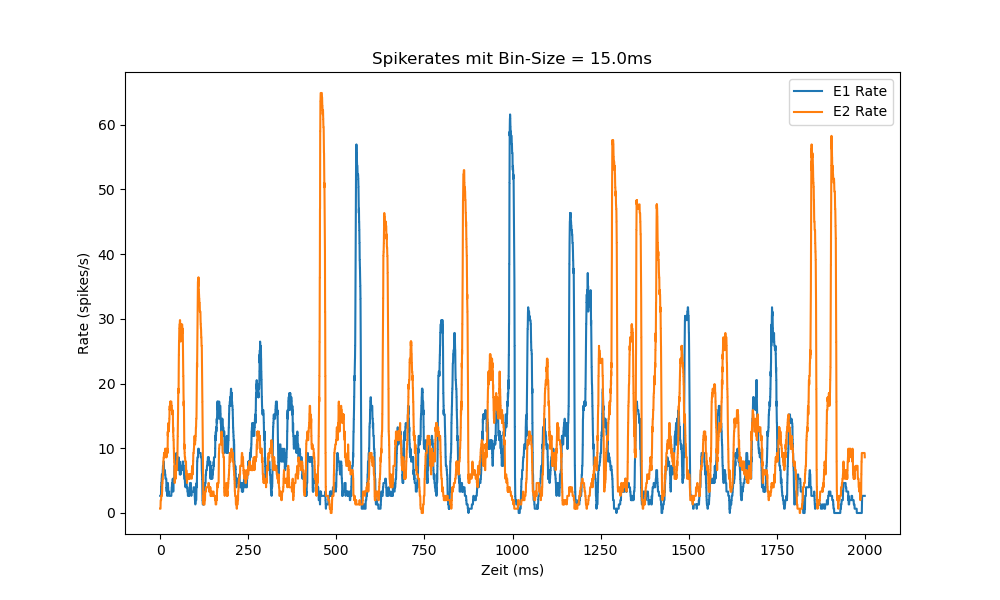 Spikerates mit Bin-Size = 15.0ms
E1 Rate
E2 Rate
60
50
40
30
20
10
0
Rate (spikes/s)
0 250 500 750 1000 1250 1500 1750 2000
Zeit (ms)